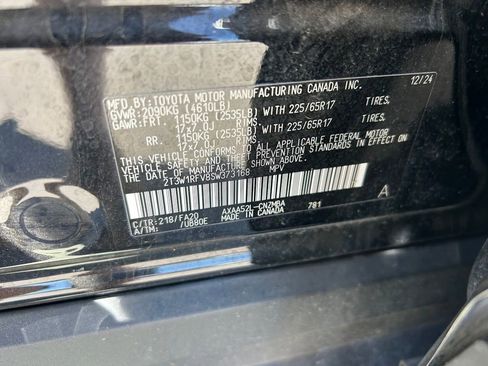 MFD.BY:TOYOTA MOTOR MANUFACTURING CANADA INC. 12/24
GVWR:2090KG (4610LB)
GAWR:FRT. 1150KG (2535LB) WITH 225/65R17 TIRES,
17x7.0J RIMS,
RR. 1150KG (2535LB) WITH 225/65R17 TIRES,
17x7.0J RIMS,
THIS VEHICLE CONFORMS TO ALL APPLICABLE FEDERAL MOTOR
VEHICLE SAFETY AND THEFT PREVENTION STANDARDS IN EFFECT ON
THE DATE OF MANUFACTURE SHOWN ABOVE.
2T3W1RFV8SW373168 MPV
C/TR:218/FA20 AXAA52L-CNZMBA 781 A
A/TM: /UB80E MADE IN CANADA